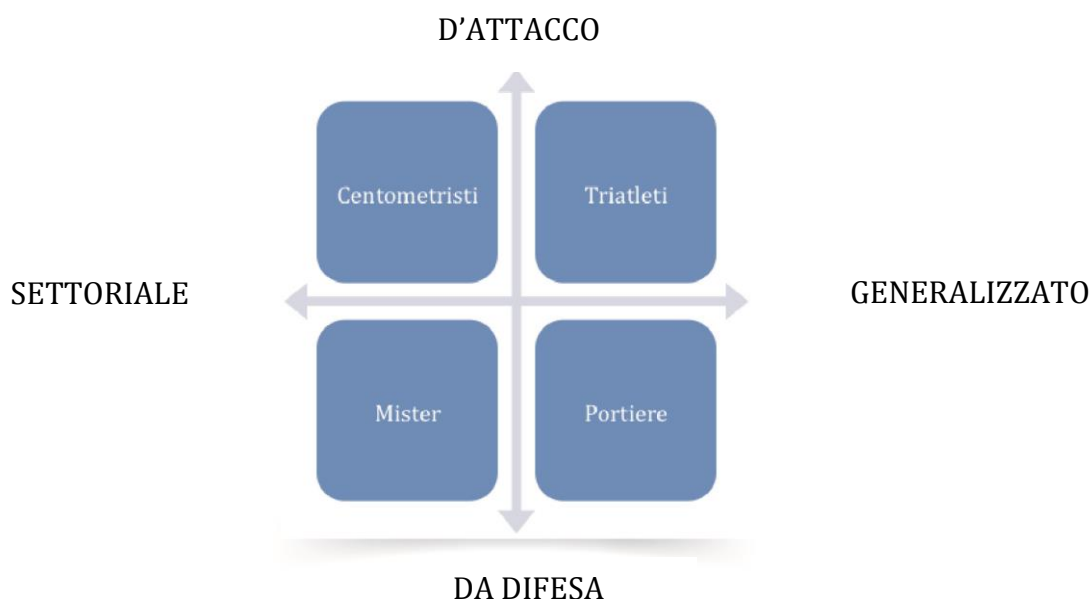 D’ATTACCO
Centometristi
Triatleti
SETTORIALE
GENERALIZZATO
Mister
Portiere
DA DIFESA